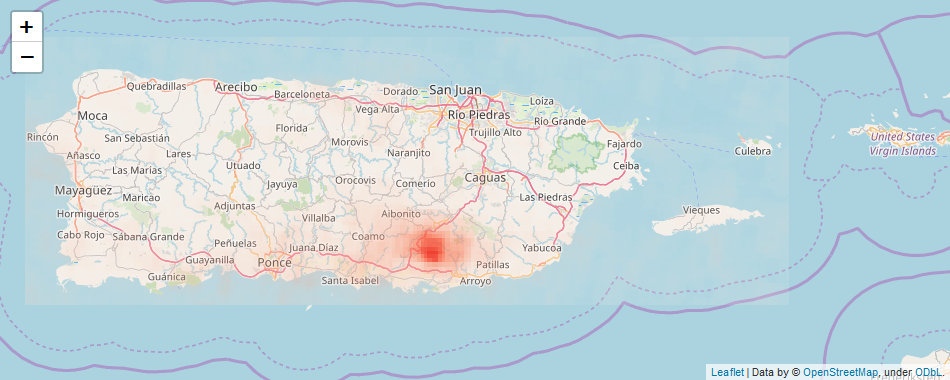 +
−
Quebradillas
Arecibo
Barceloneta
Dorado
San Juan
Loíza
Moca
Vega Alta
Río Piedras
Río Grande
Rincón
San Sebastián
Florida
Morovis
Trujillo Alto
Fajardo
United States
Virgin Islands
Añasco
Lares
Utuado
Naranjito
Ceiba
Culebra
Las Marías
Mayagüez
Maricao
Jayuya
Orocovis
Comerio
Caguas
Las Piedras
Hormigueros
Adjuntas
Villalba
Aibonito
Vieques
Cabo Rojo
Sábana Grande
Peñuelas
Juana Díaz
Coamo
Yabucoa
Guayanilla
Ponce
Patillas
Guánica
Santa Isabel
Arroyo
Leaflet | Data by © OpenStreetMap, under ODbL.